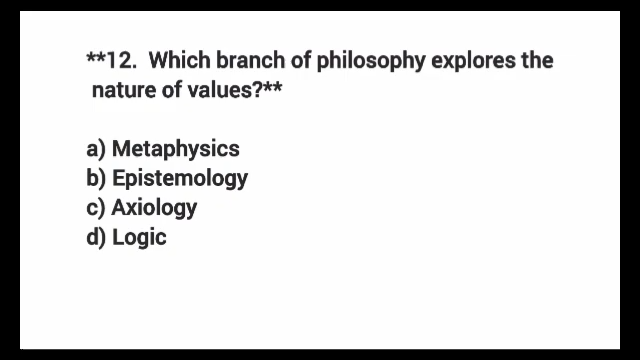 **12.  Which branch of philosophy explores the
nature of values?**
a) Metaphysics
b) Epistemology
c) Axiology
d) Logic